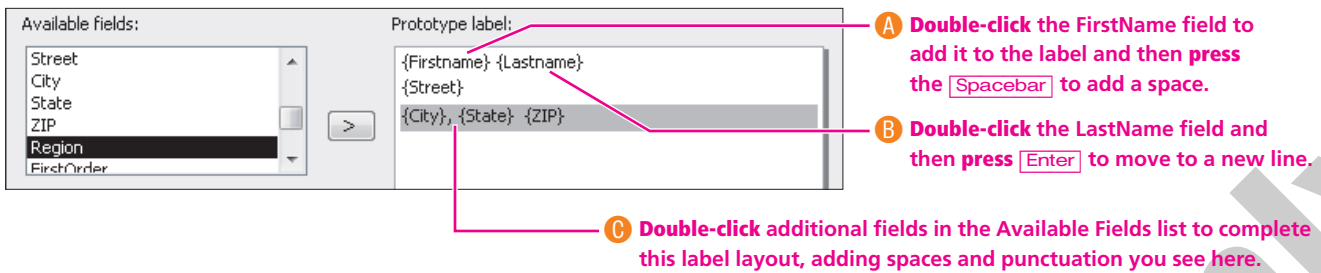 Available fields:
Street
City
State
ZIP
Region
FirstOrder
>
Prototype label:
{Firstname} {Lastname}
{Street}
{City}, {State}  {ZIP}
A Double-click the FirstName field to
add it to the label and then press
the Spacebar to add a space.
B Double-click the LastName field and
then press Enter to move to a new line.
C Double-click additional fields in the Available Fields list to complete
this label layout, adding spaces and punctuation you see here.